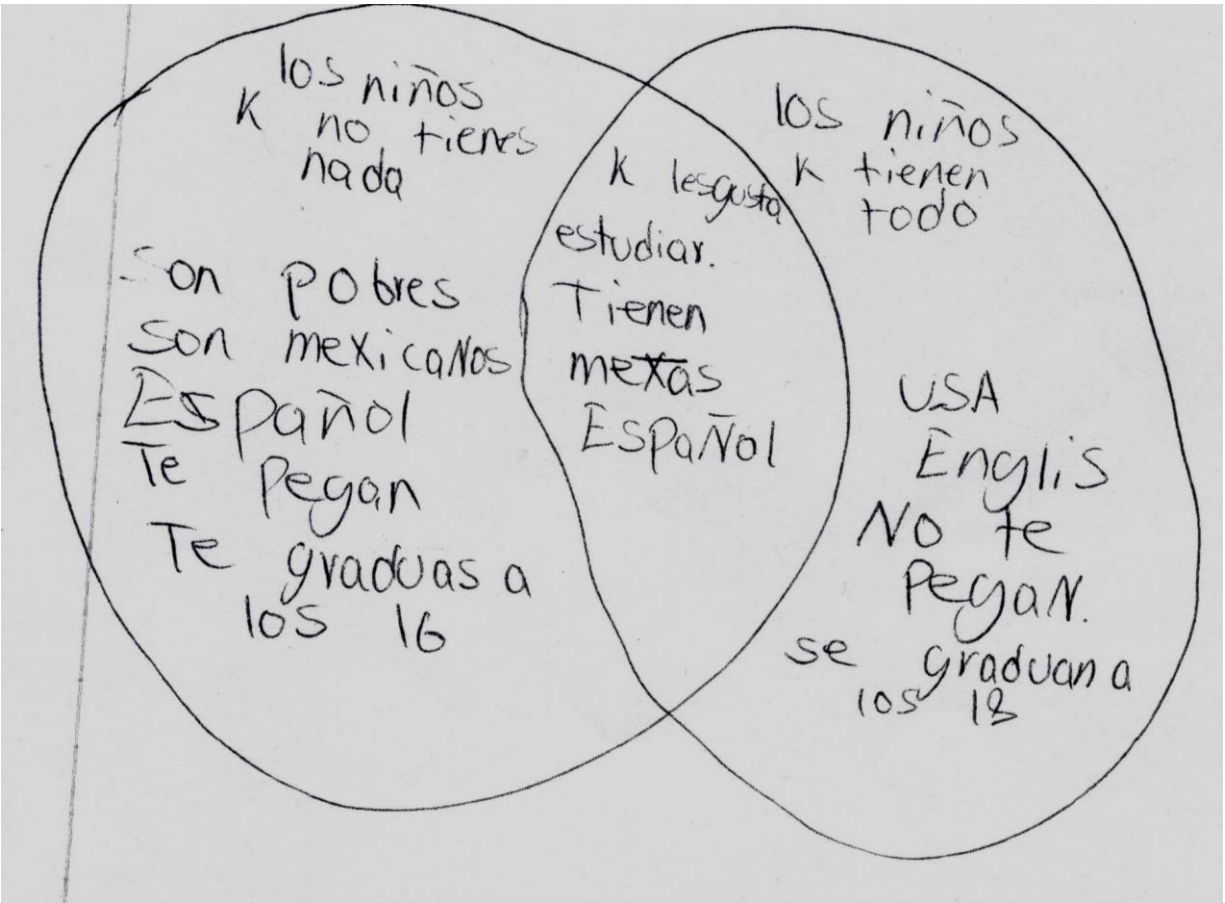 los niños
K no tienes
nada
Son pobres
son mexicaNos
Español
Te pegan
Te graduas a
los 16
K lesgusta
estudiar.
Tienen
metas
EspaÑol
los niños
K tienen
todo
USA
Englis
No te
pegaN.
se graduan a
los 18